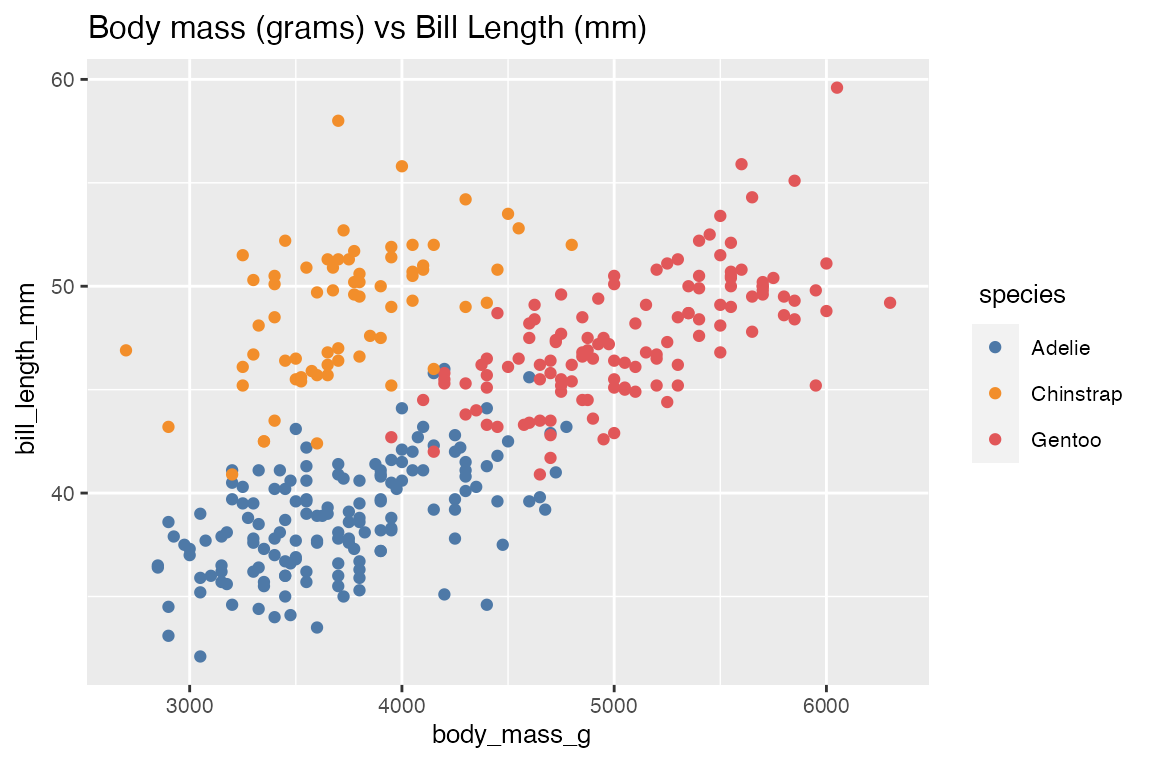 Body mass (grams) vs Bill Length (mm)
60
50
40
bill_length_mm
3000 4000 5000 6000
body_mass_g
species
Adelie
Chinstrap
Gentoo